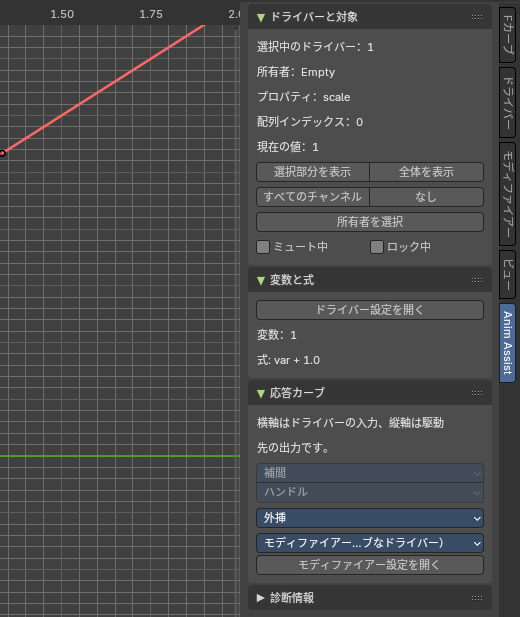 1.50 1.75 2.0
ドライバーと対象
選択中のドライバー: 1
所有者: Empty
プロパティ: scale
配列インデックス: 0
現在の値: 1
選択部分を表示 全体を表示
すべてのチャンネル なし
所有者を選択
ミュート中 ロック中
変数と式
ドライバー設定を開く
変数: 1
式: var + 1.0
応答カーブ
横軸はドライバーの入力、縦軸は駆動
先の出力です。
補間
ハンドル
外挿
モディファイアー...ブなドライバー）
モディファイアー設定を開く
診断情報
Fカーブ
ドライバー
モディファイアー
ビュー
Anim Assist